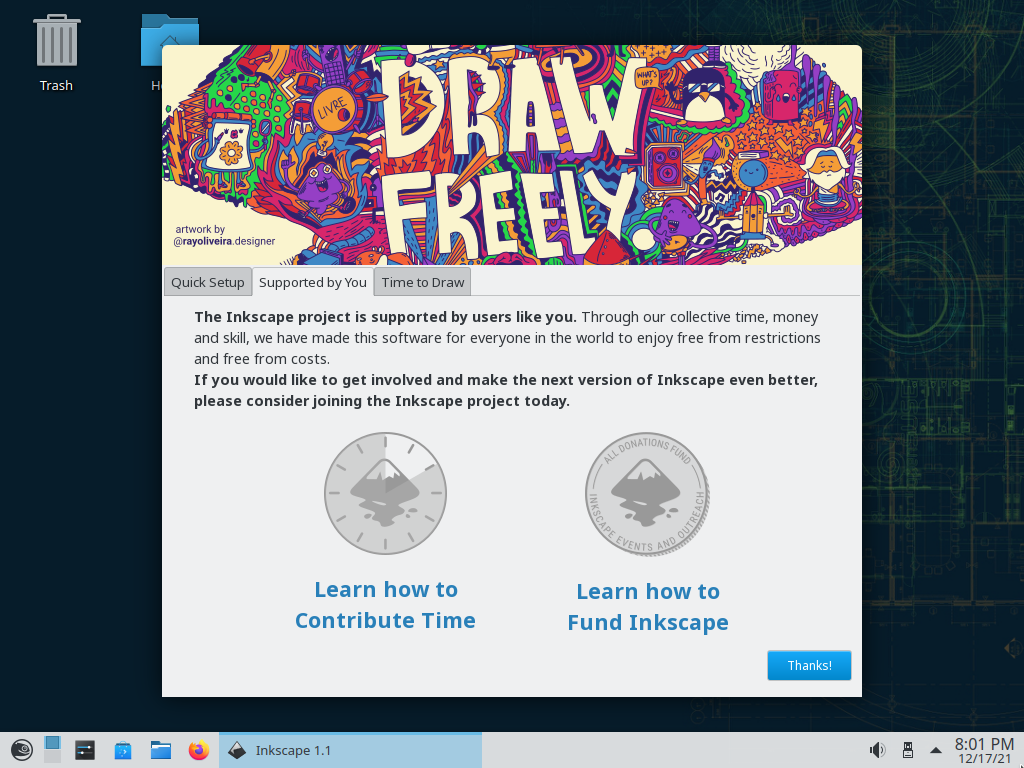 Trash
DRAW
FREELY
LIVRE
WHAT'S
UP?
artwork by
@rayoliveira.designer
Quick Setup
Supported by You
Time to Draw
The Inkscape project is supported by users like you. Through our collective time, money
and skill, we have made this software for everyone in the world to enjoy free from restrictions
and free from costs.
If you would like to get involved and make the next version of Inkscape even better,
please consider joining the Inkscape project today.
ALL DONATIONS FUND
INKSCAPE EVENTS AND OUTREACH
Learn how to
Contribute Time
Learn how to
Fund Inkscape
Thanks!
Inkscape 1.1
8:01 PM
12/17/21